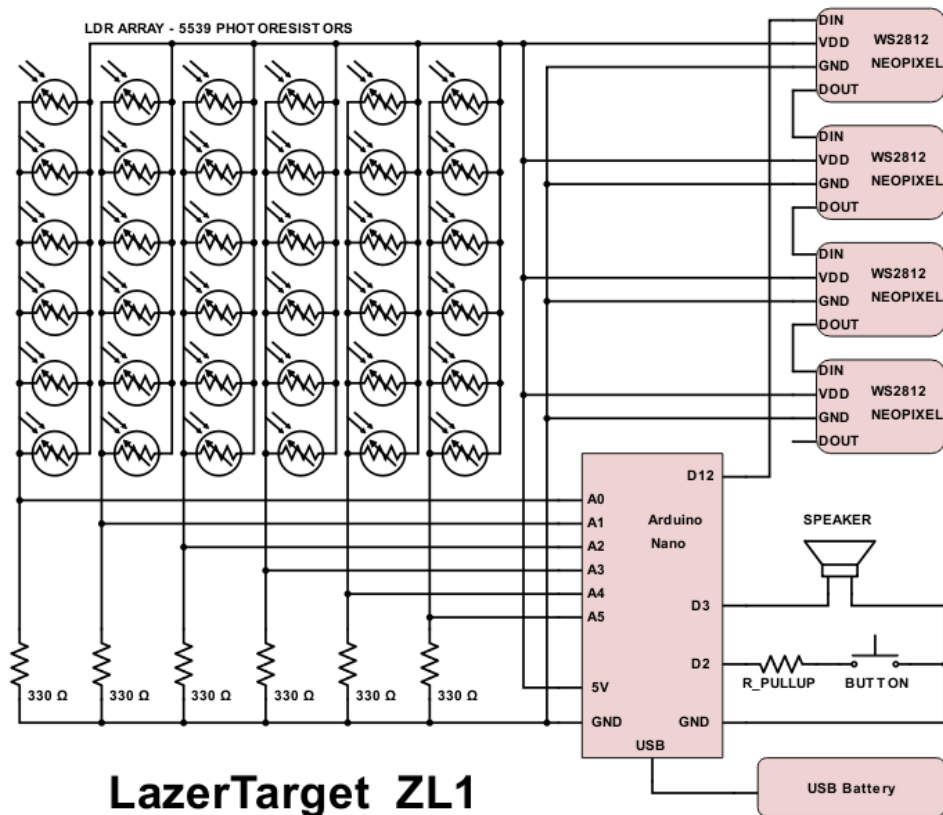 LDR ARRAY - 5539 PHOTORESISTORS
DIN
VDD
GND
DOUT
WS2812
NEOPIXEL
DIN
VDD
GND
DOUT
WS2812
NEOPIXEL
DIN
VDD
GND
DOUT
WS2812
NEOPIXEL
DIN
VDD
GND
DOUT
WS2812
NEOPIXEL
A0
A1
A2
A3
A4
A5
5V
GND
Arduino
Nano
D12
D3
D2
GND
USB
SPEAKER
R_PULLUP
BUTTON
330 Ω
330 Ω
330 Ω
330 Ω
330 Ω
330 Ω
USB Battery
LazerTarget ZL1